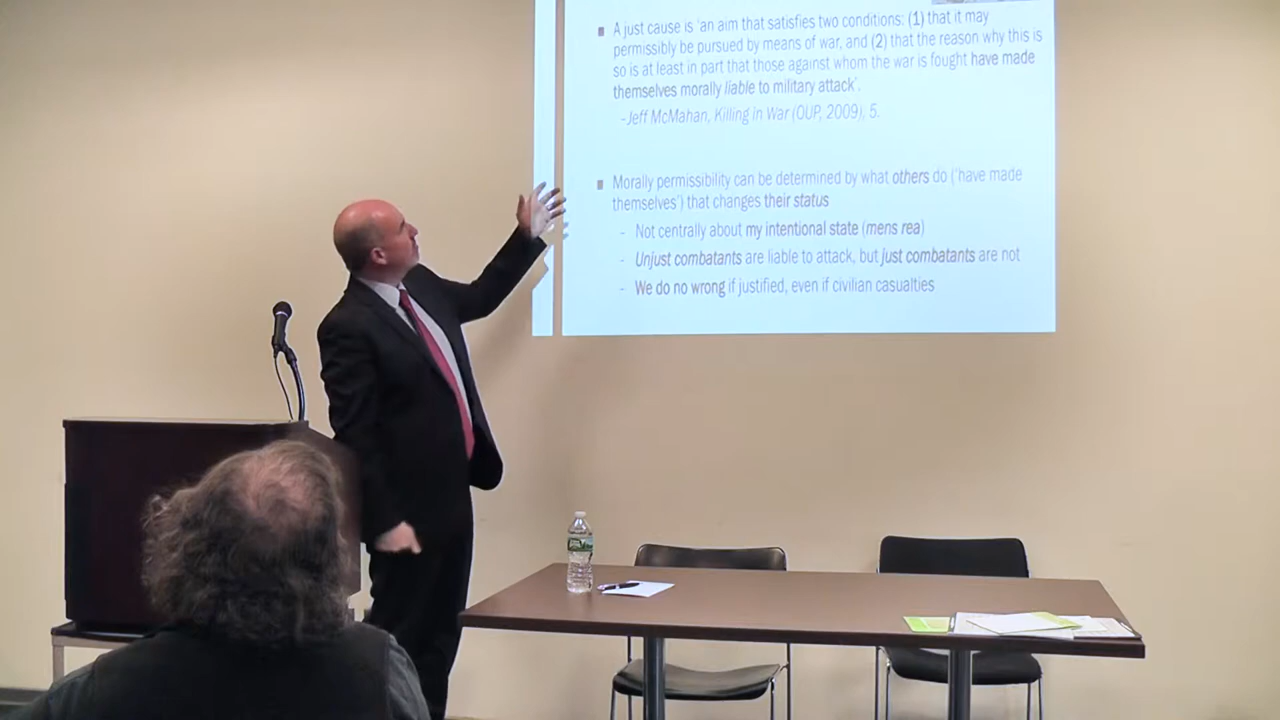 A just cause is 'an aim that satisfies two conditions: (1) that it may
permissibly be pursued by means of war, and (2) that the reason why this is
so is at least in part that those against whom the war is fought have made
themselves morally liable to military attack'.
-Jeff McMahan, Killing in War (OUP, 2009), 5.
Morally permissibility can be determined by what others do ('have made
themselves') that changes their status
- Not centrally about my intentional state (mens rea)
- Unjust combatants are liable to attack, but just combatants are not
- We do no wrong if justified, even if civilian casualties